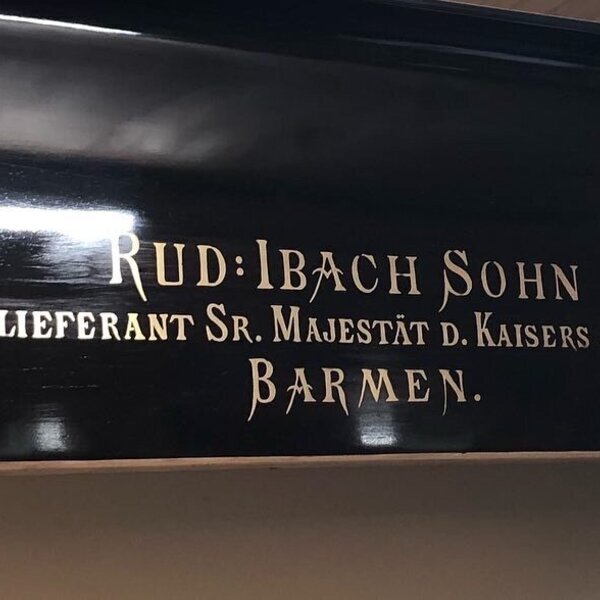 RUD: IBACH SOHN
LIEFERANT SR. MAJESTÄT D. KAISERS
BARMEN.